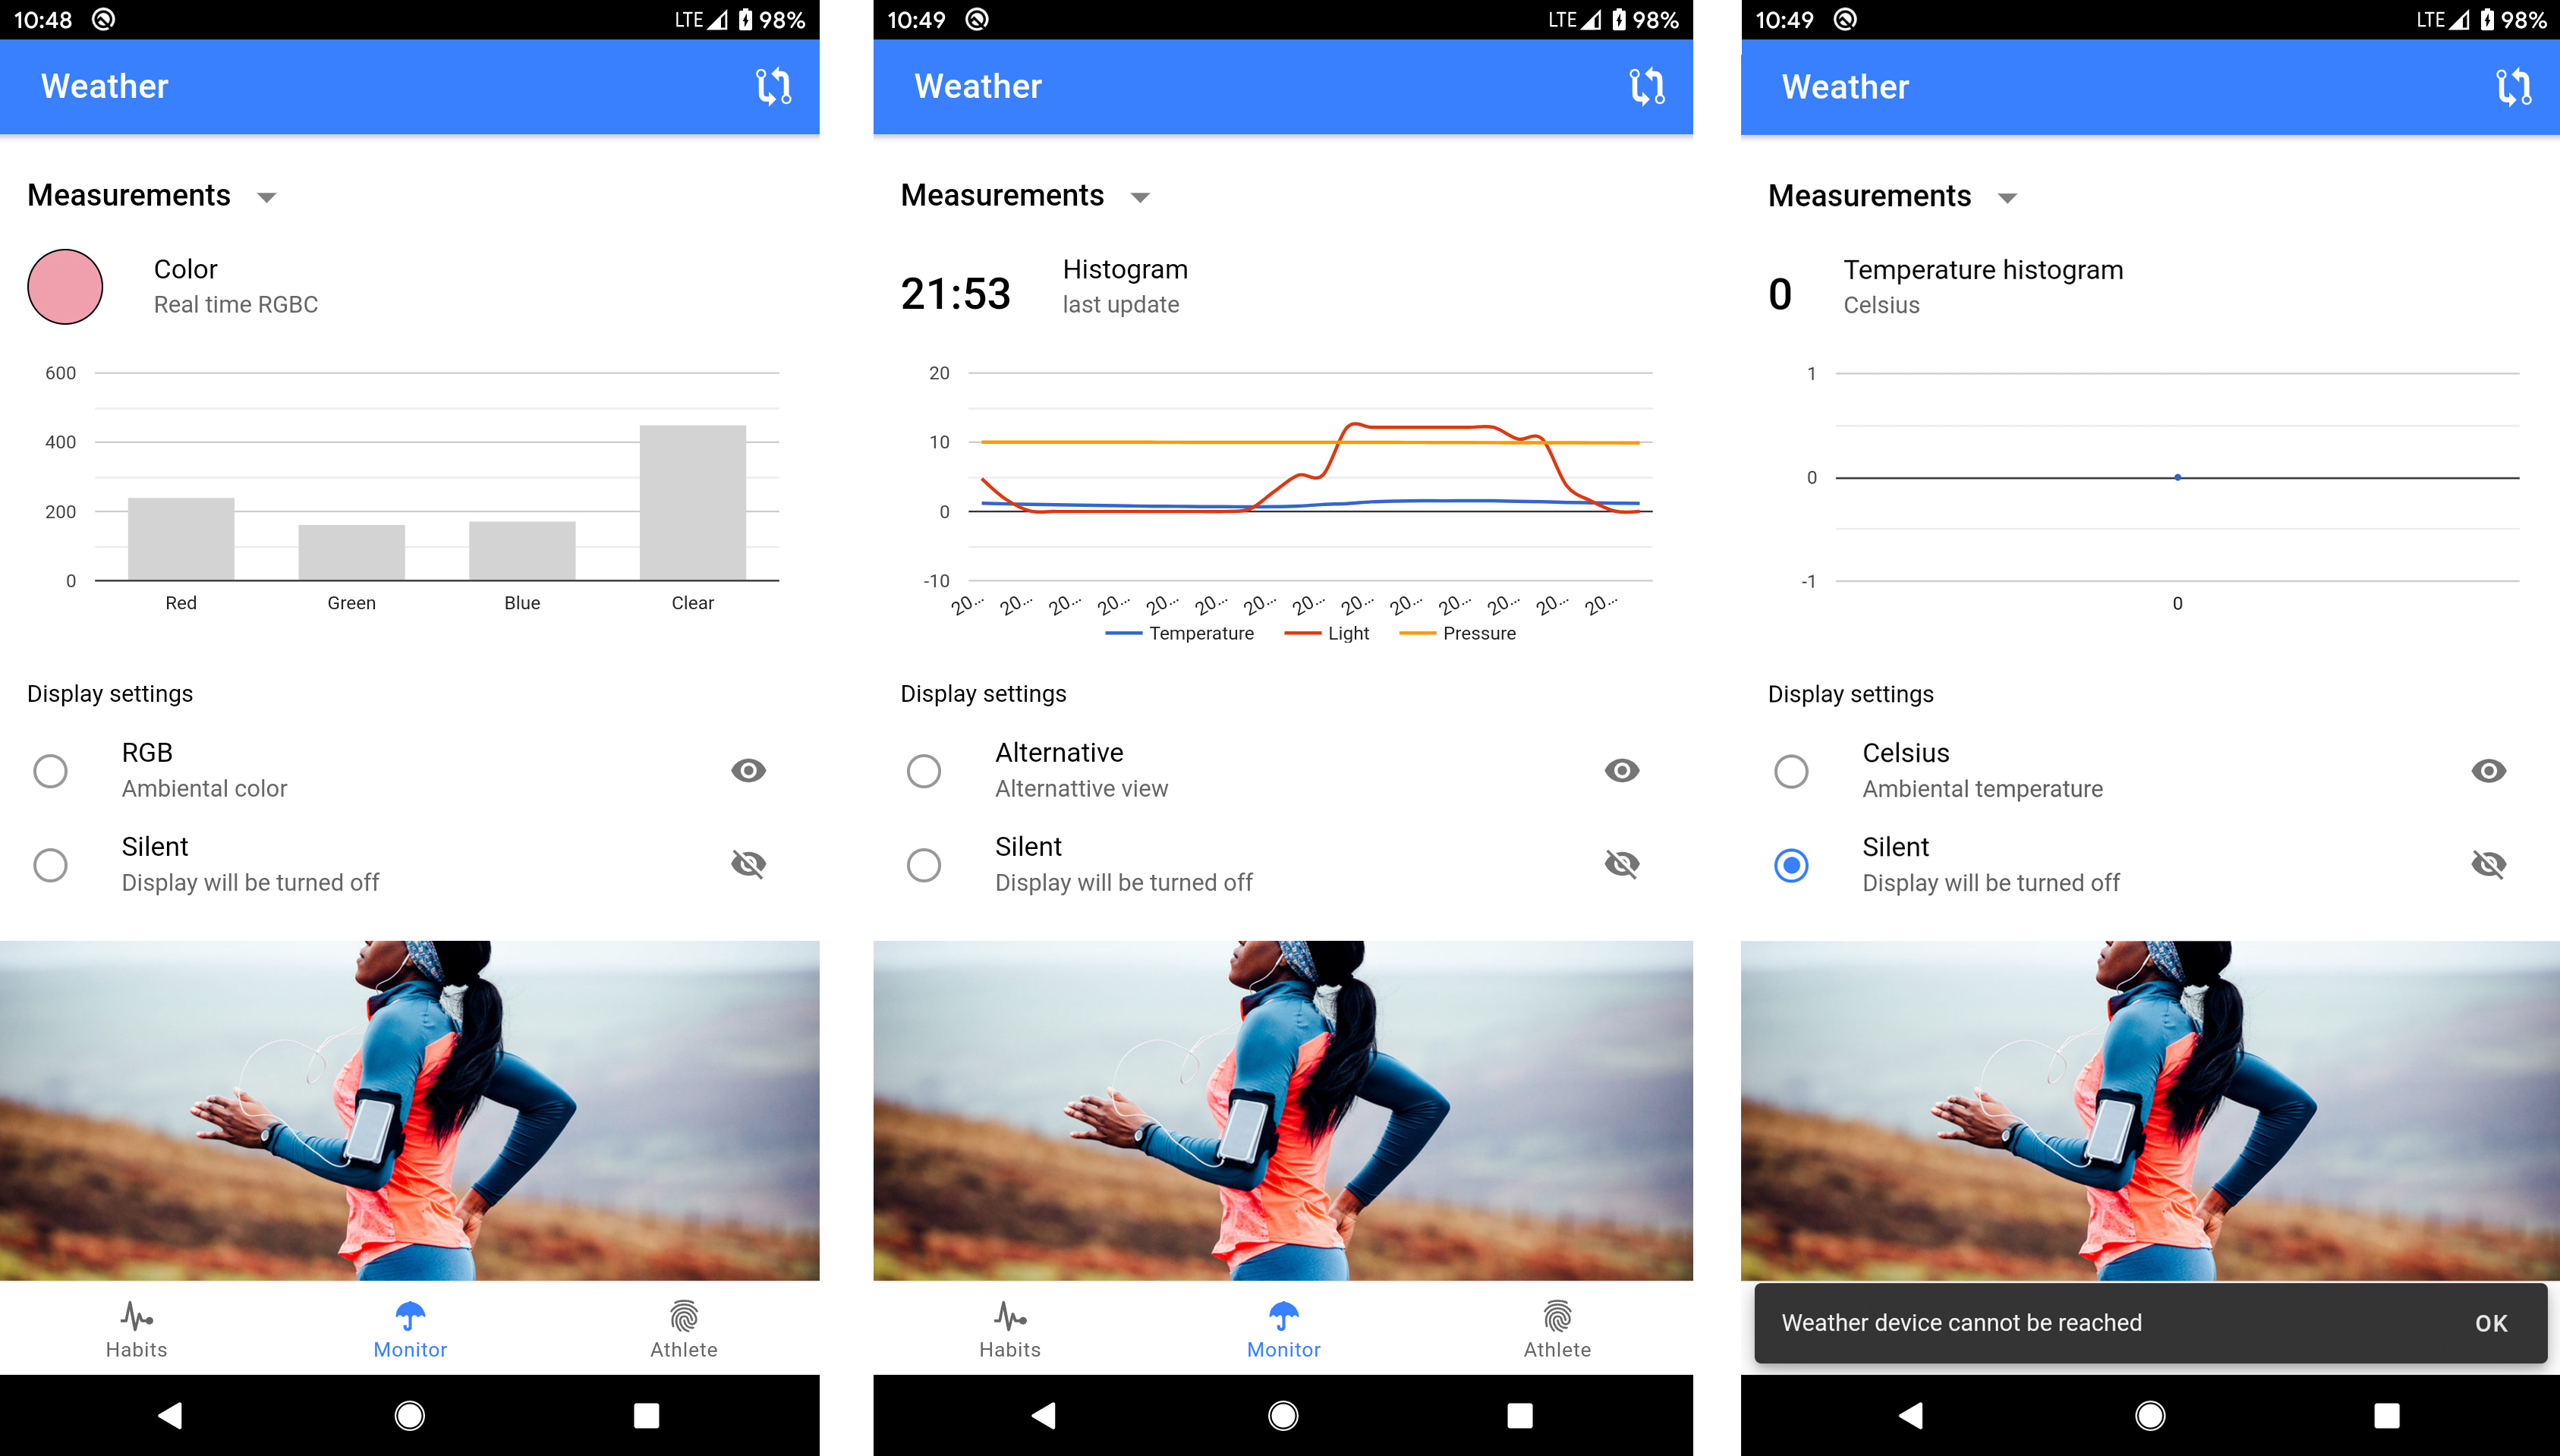 10:48 LTE 98%
Weather
Measurements
Color
Real time RGBC
600
400
200
0
Red Green Blue Clear
Display settings
RGB
Ambiental color
Silent
Display will be turned off
Habits Monitor Athlete
10:49 LTE 98%
Weather
Measurements
21:53
Histogram
last update
20
10
0
-10
20... 20... 20... 20... 20... 20... 20... 20... 20... 20... 20... 20... 20... 20...
Temperature Light Pressure
Display settings
Alternative
Alternattive view
Silent
Display will be turned off
Habits Monitor Athlete
10:49 LTE 98%
Weather
Measurements
0
Temperature histogram
Celsius
1
0
-1
0
Display settings
Celsius
Ambiental temperature
Silent
Display will be turned off
Weather device cannot be reached OK